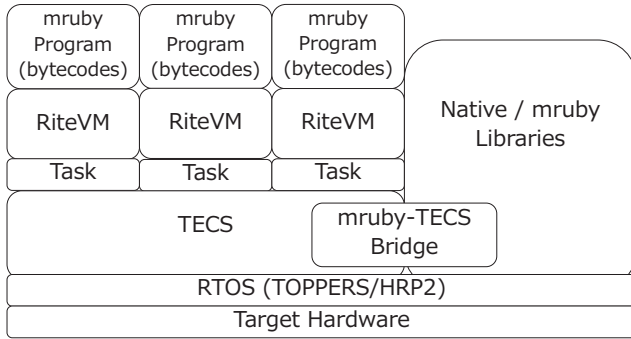 mruby
Program
(bytecodes)
mruby
Program
(bytecodes)
mruby
Program
(bytecodes)
RiteVM
RiteVM
RiteVM
Native / mruby
Libraries
Task
Task
Task
TECS
mruby-TECS
Bridge
RTOS (TOPPERS/HRP2)
Target Hardware